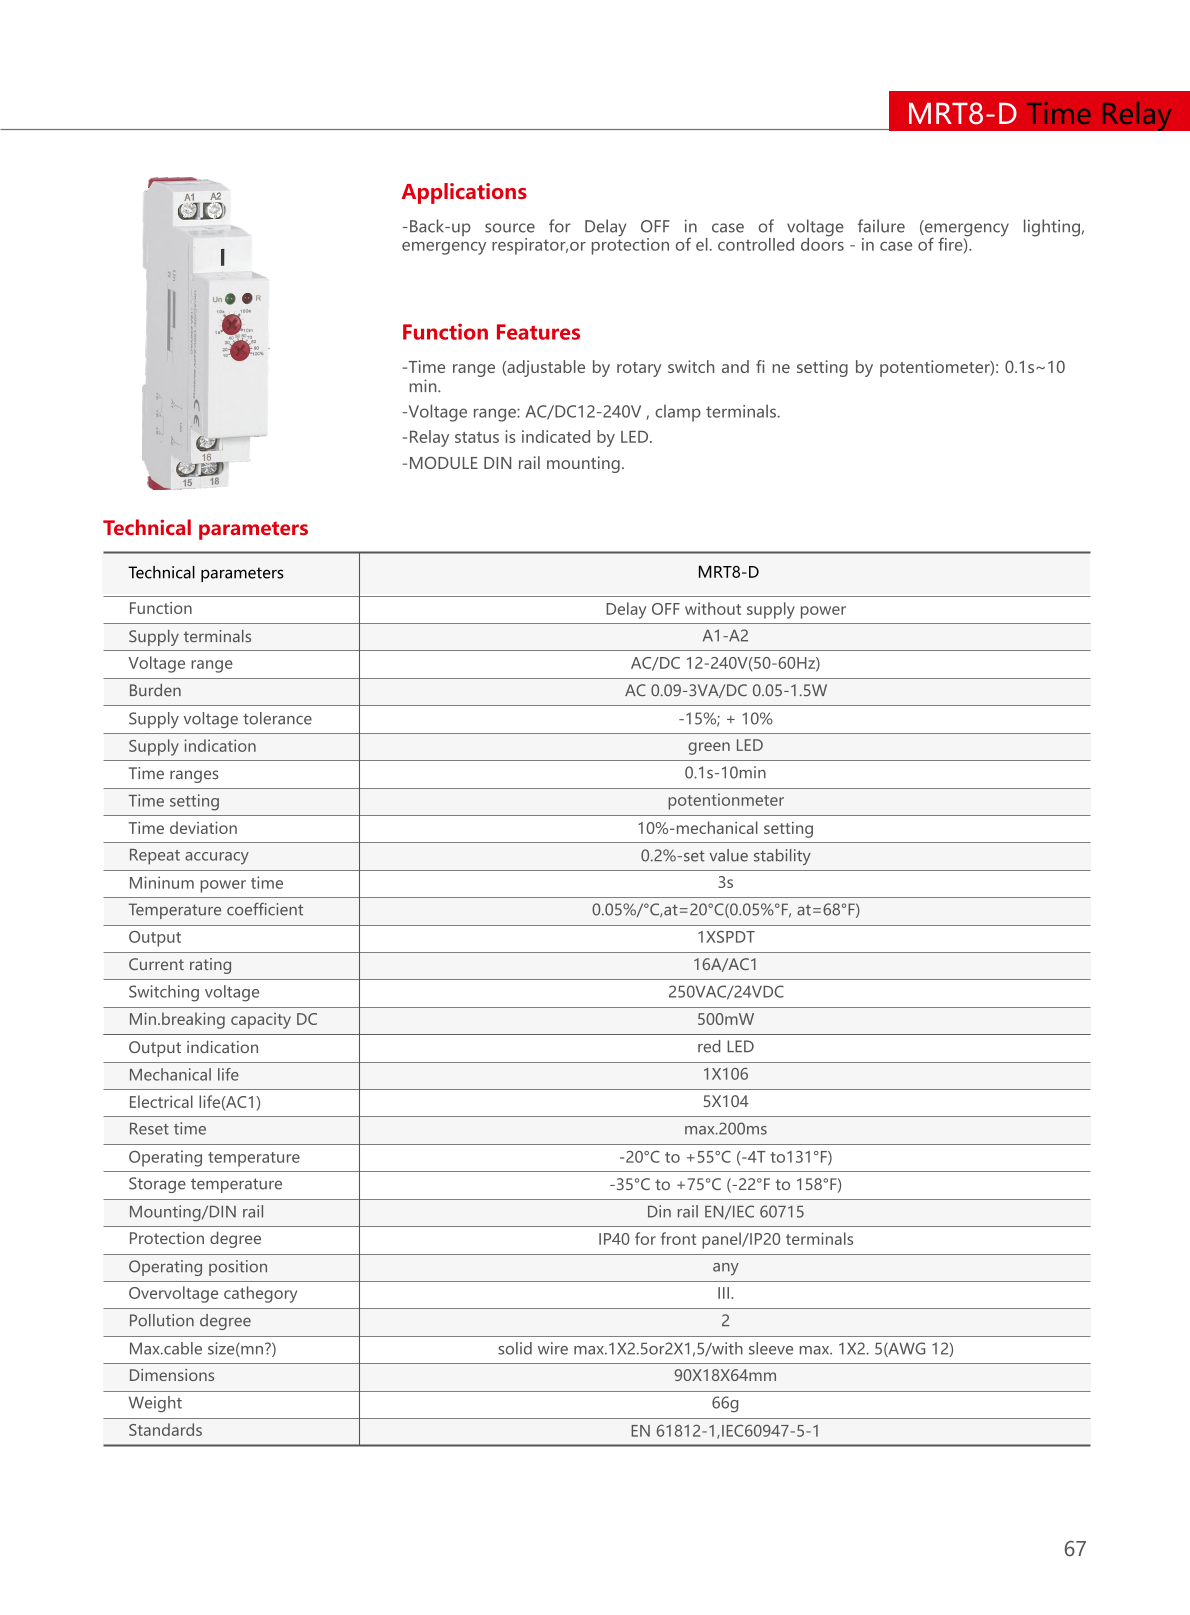 MRT8-D Time Relay
A1 A2
Un R
10s 100s
1s 10m
16
15 18
Applications
-Back-up source for Delay OFF in case of voltage failure (emergency lighting,
emergency respirator,or protection of el. controlled doors - in case of fire).
Function Features
-Time range (adjustable by rotary switch and fi ne setting by potentiometer): 0.1s~10
min.
-Voltage range: AC/DC12-240V , clamp terminals.
-Relay status is indicated by LED.
-MODULE DIN rail mounting.
Technical parameters
Technical parameters MRT8-D
Function Delay OFF without supply power
Supply terminals A1-A2
Voltage range AC/DC 12-240V(50-60Hz)
Burden AC 0.09-3VA/DC 0.05-1.5W
Supply voltage tolerance -15%; + 10%
Supply indication green LED
Time ranges 0.1s-10min
Time setting potentionmeter
Time deviation 10%-mechanical setting
Repeat accuracy 0.2%-set value stability
Mininum power time 3s
Temperature coefficient 0.05%/°C,at=20°C(0.05%°F, at=68°F)
Output 1XSPDT
Current rating 16A/AC1
Switching voltage 250VAC/24VDC
Min.breaking capacity DC 500mW
Output indication red LED
Mechanical life 1X106
Electrical life(AC1) 5X104
Reset time max.200ms
Operating temperature -20°C to +55°C (-4T to131°F)
Storage temperature -35°C to +75°C (-22°F to 158°F)
Mounting/DIN rail Din rail EN/IEC 60715
Protection degree IP40 for front panel/IP20 terminals
Operating position any
Overvoltage cathegory III.
Pollution degree 2
Max.cable size(mn?) solid wire max.1X2.5or2X1,5/with sleeve max. 1X2. 5(AWG 12)
Dimensions 90X18X64mm
Weight 66g
Standards EN 61812-1,IEC60947-5-1
67